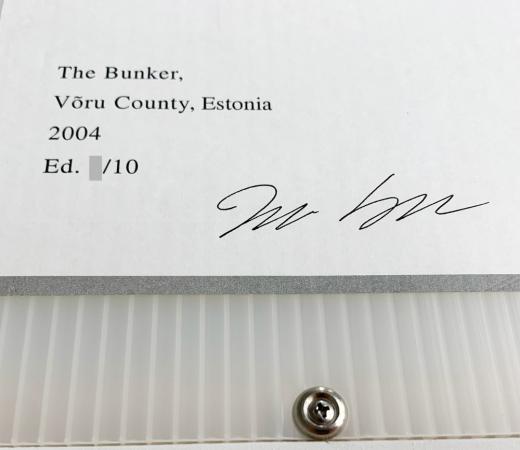 The Bunker,
Võru County, Estonia
2004
Ed. /10